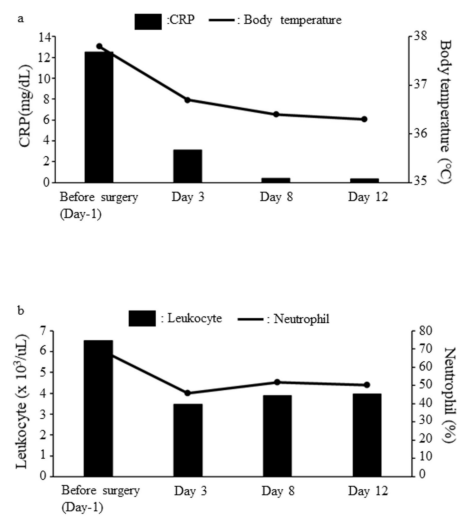 a
:CRP : Body temperature
14
12
10
8
6
4
2
0
CRP(mg/dL)
38
37
36
35
Body temperature (°C)
Before surgery
(Day-1)
Day 3
Day 8
Day 12
b
: Leukocyte : Neutrophil
7
6
5
4
3
2
1
0
Leukocyte (x 10³/uL)
80
70
60
50
40
30
20
10
0
Neutrophil (%)
Before surgery
(Day-1)
Day 3
Day 8
Day 12